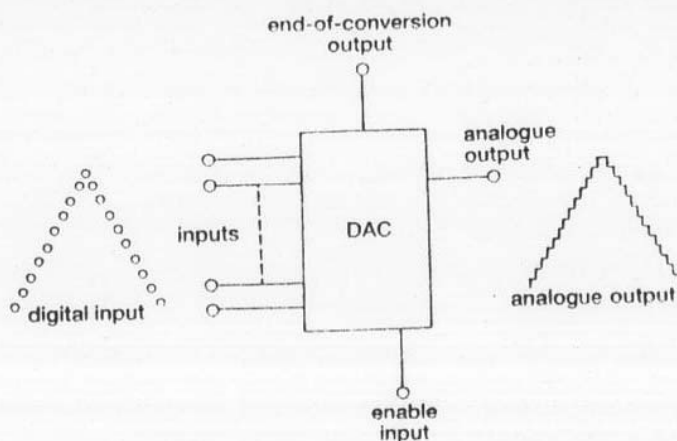 end-of-conversion
output
analogue
output
inputs
DAC
digital input
analogue output
enable
input